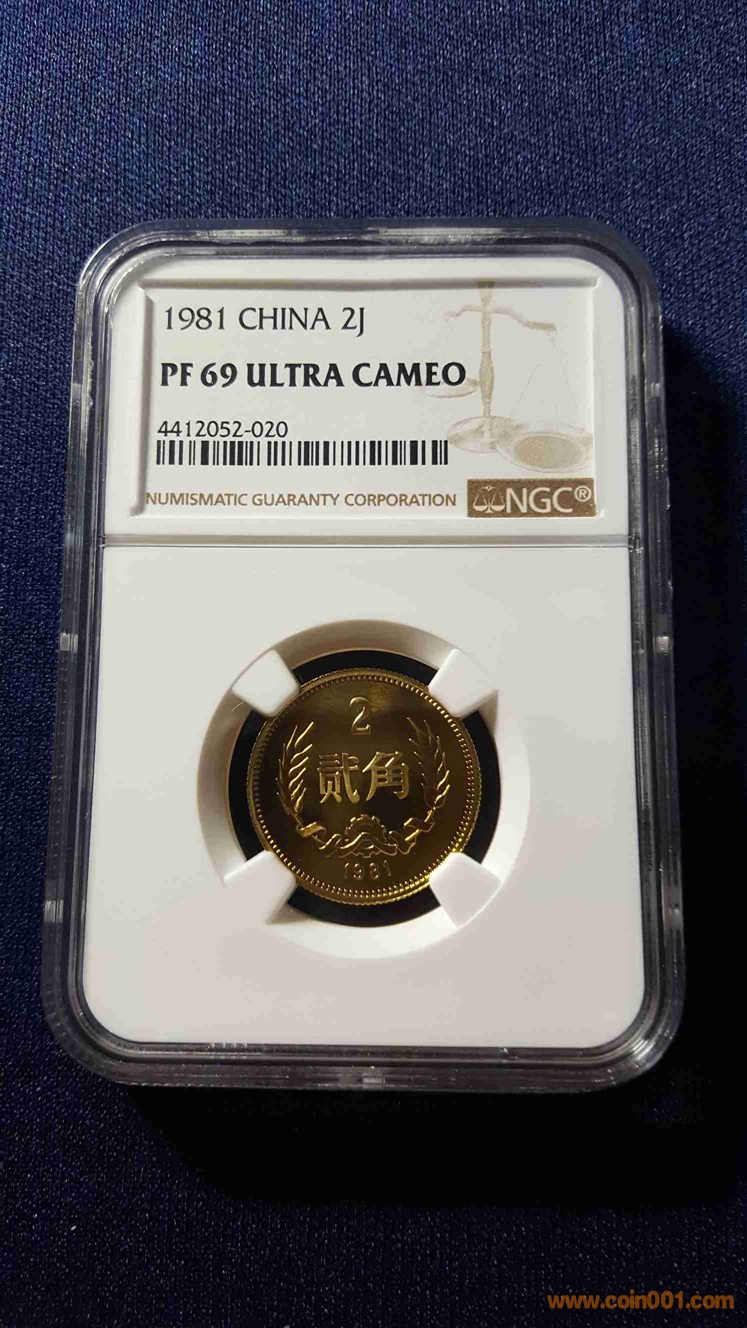 1981 CHINA 2J
PF 69 ULTRA CAMEO
4412052-020
NUMISMATIC GUARANTY CORPORATION
NGC®
2
贰角
1981
www.coin001.com